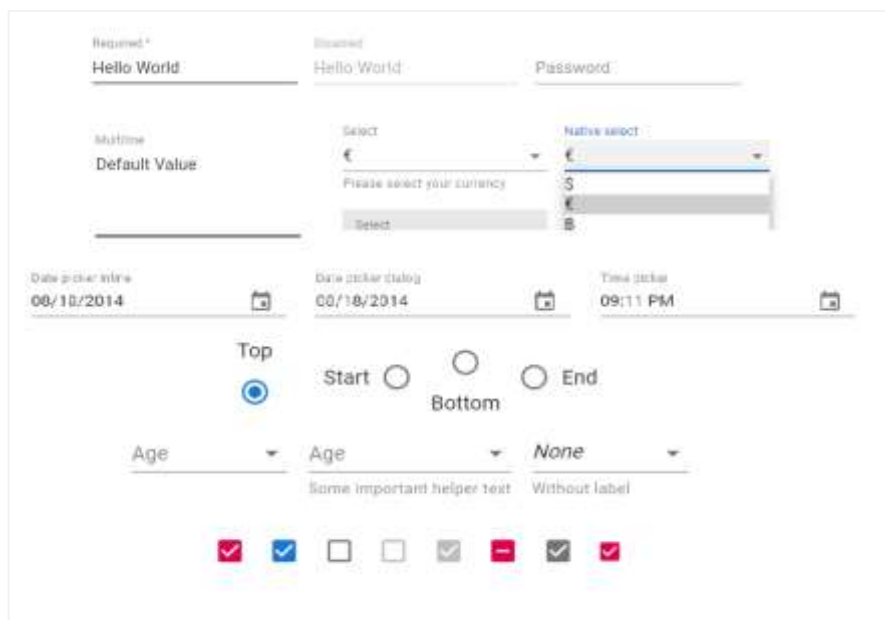 Required *
Disabled
Hello World
Hello World
Password
Multiline
Default Value
Select
€
Please select your currency
Select
Native select
€
$
€
B
Date picker inline
08/18/2014
Date picker dialog
08/18/2014
Time picker
09:11 PM
Top
Start
Bottom
End
Age
Age
None
Some important helper text
Without label